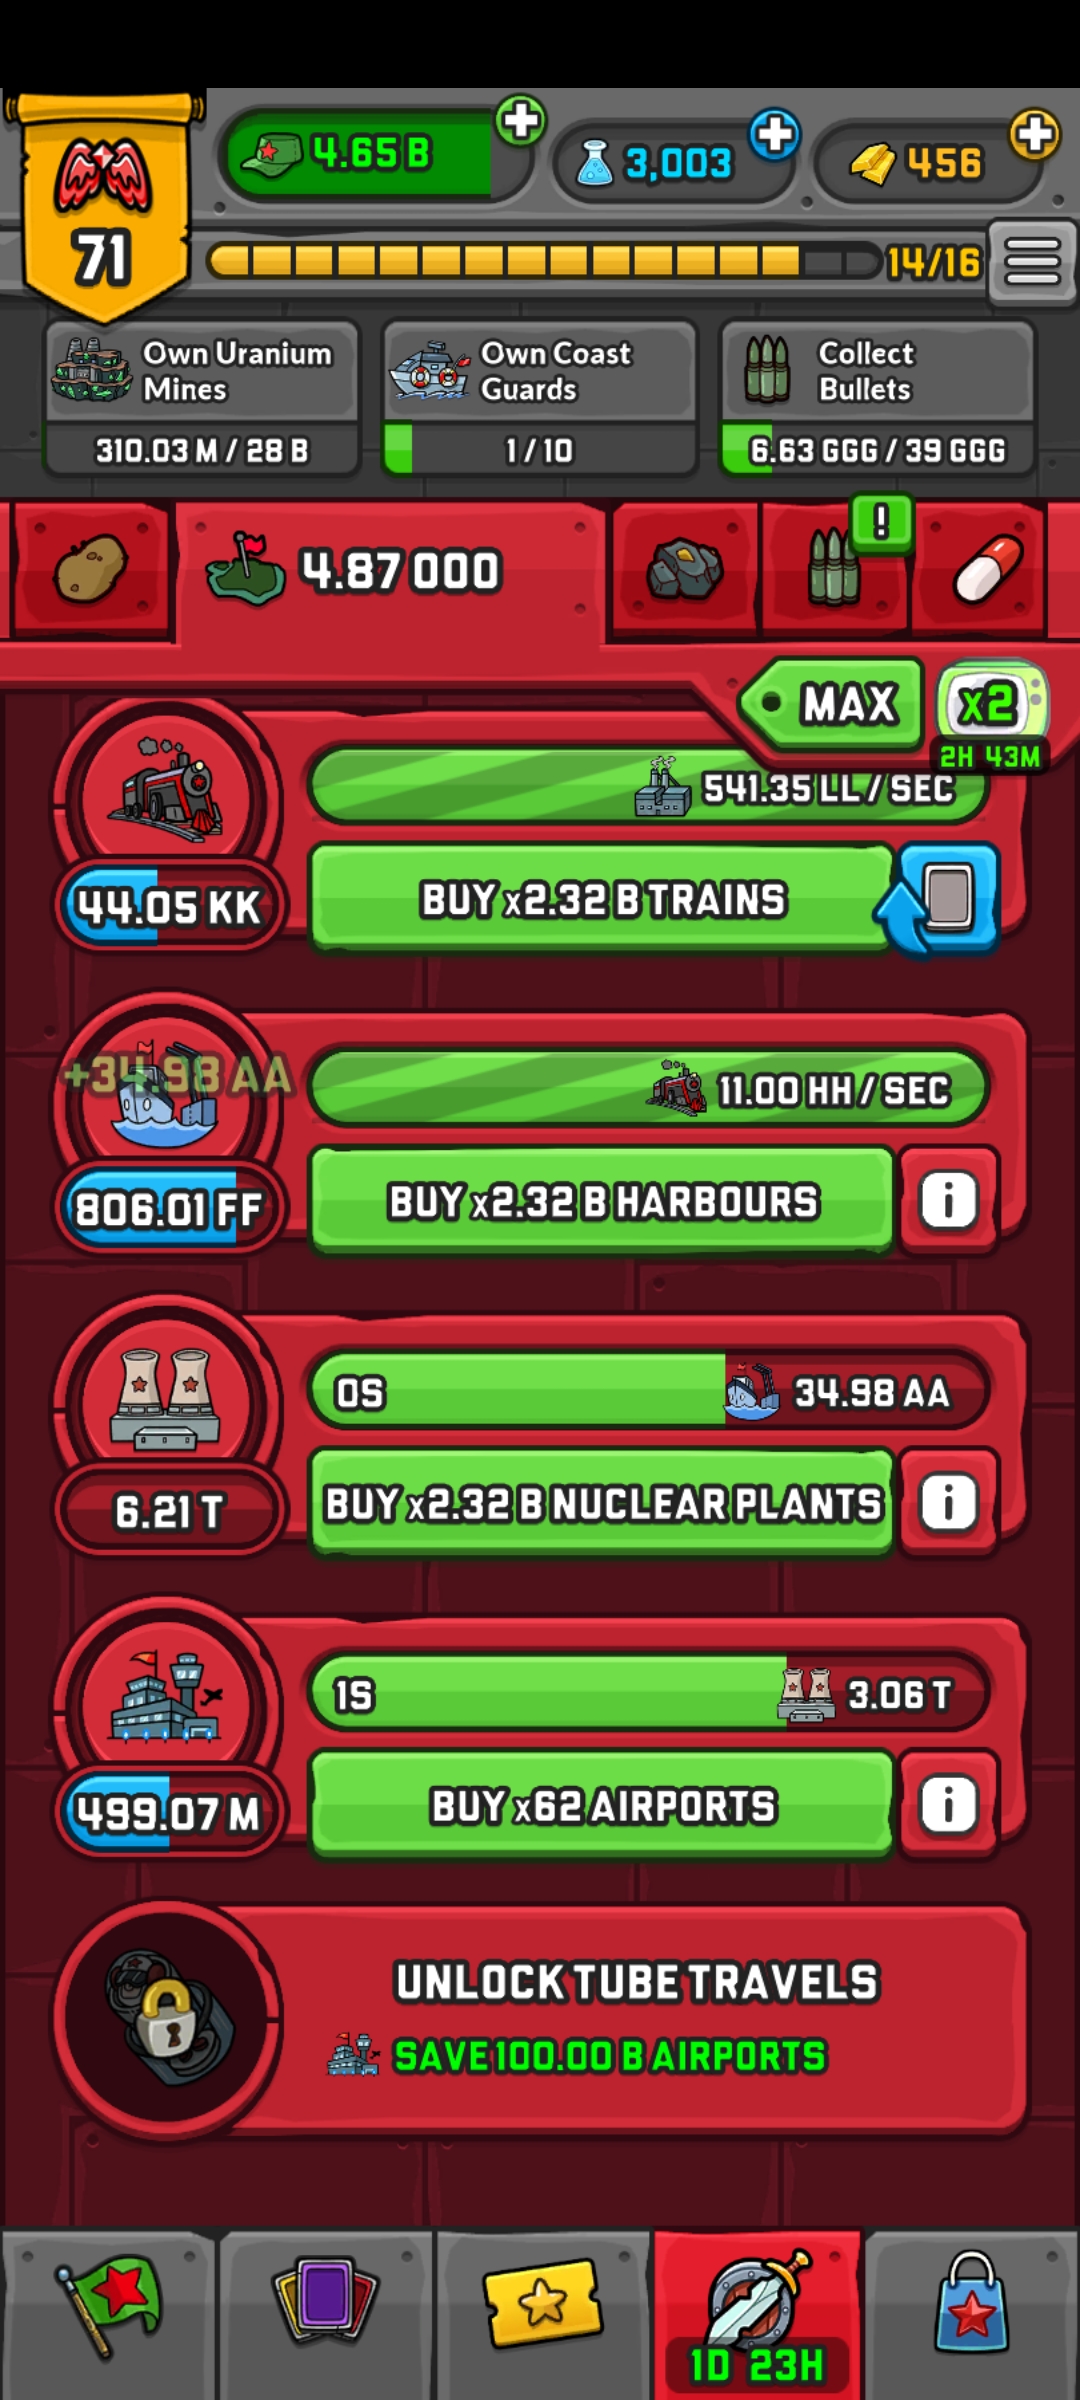 4.65 B
3,003
456
71
14/16
Own Uranium
Mines
310.03 M / 28 B
Own Coast
Guards
1 / 10
Collect
Bullets
6.63 GGG / 39 GGG
!
4.87 000
MAX
x2
2H 43M
541.35 LL / SEC
44.05 KK
BUY x2.32 B TRAINS
+34.98 AA
11.00 HH / SEC
806.01 FF
BUY x2.32 B HARBOURS
i
0S
34.98 AA
6.21 T
BUY x2.32 B NUCLEAR PLANTS
i
1S
3.06 T
499.07 M
BUY x62 AIRPORTS
i
UNLOCK TUBE TRAVELS
SAVE 100.00 B AIRPORTS
1D 23H